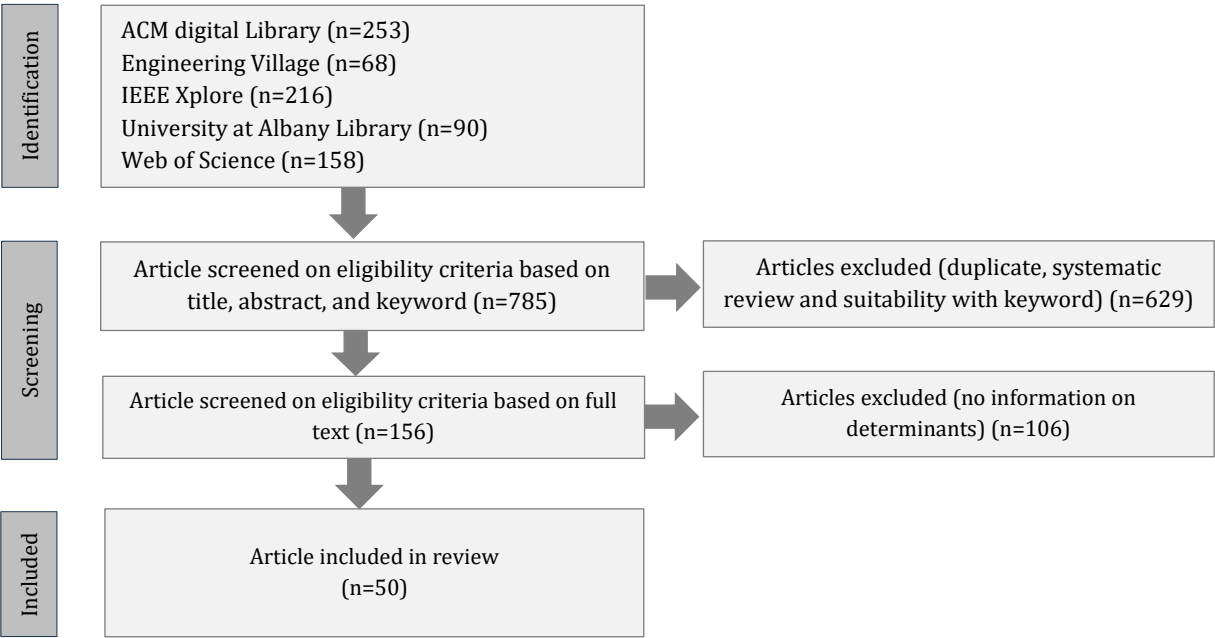 Identification
ACM digital Library (n=253)
Engineering Village (n=68)
IEEE Xplore (n=216)
University at Albany Library (n=90)
Web of Science (n=158)
Screening
Article screened on eligibility criteria based on
title, abstract, and keyword (n=785)
Articles excluded (duplicate, systematic
review and suitability with keyword) (n=629)
Article screened on eligibility criteria based on full
text (n=156)
Articles excluded (no information on
determinants) (n=106)
Included
Article included in review
(n=50)